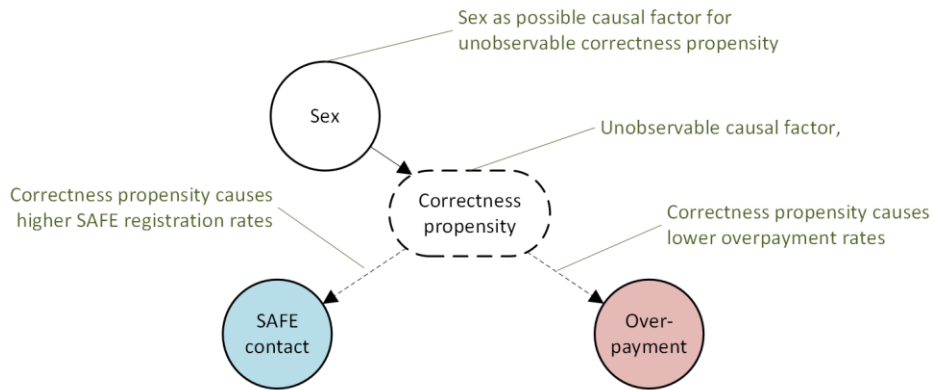 Sex as possible causal factor for
unobservable correctness propensity
Sex
Unobservable causal factor,
Correctness propensity causes
higher SAFE registration rates
Correctness
propensity
Correctness propensity causes
lower overpayment rates
SAFE
contact
Over-
payment